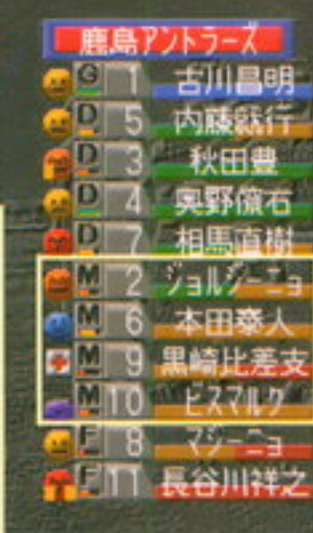 鹿島アントラーズ
G 1 古川昌明
D 5 内藤就行
D 3 秋田豊
D 4 奥野僚右
D 7 相馬直樹
M 2 ジョルジーニョ
M 6 本田泰人
M 9 黒崎比差支
M 10 ビスマルク
F 8 マジーニョ
F 11 長谷川祥之